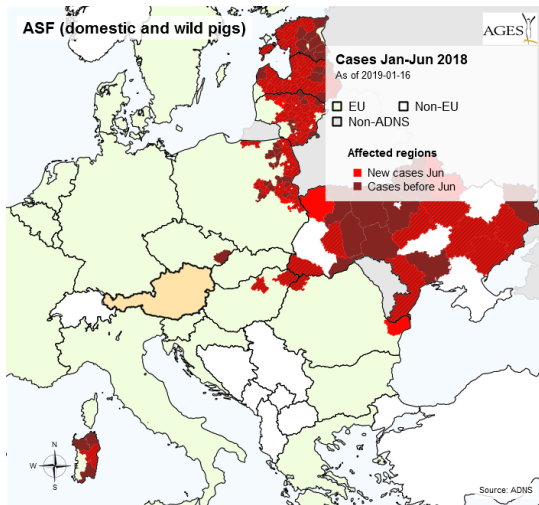 ASF (domestic and wild pigs)
AGES
Cases Jan-Jun 2018
As of 2019-01-16
EU Non-EU
Non-ADNS
Affected regions
New cases Jun
Cases before Jun
N
W E
S
Source: ADNS